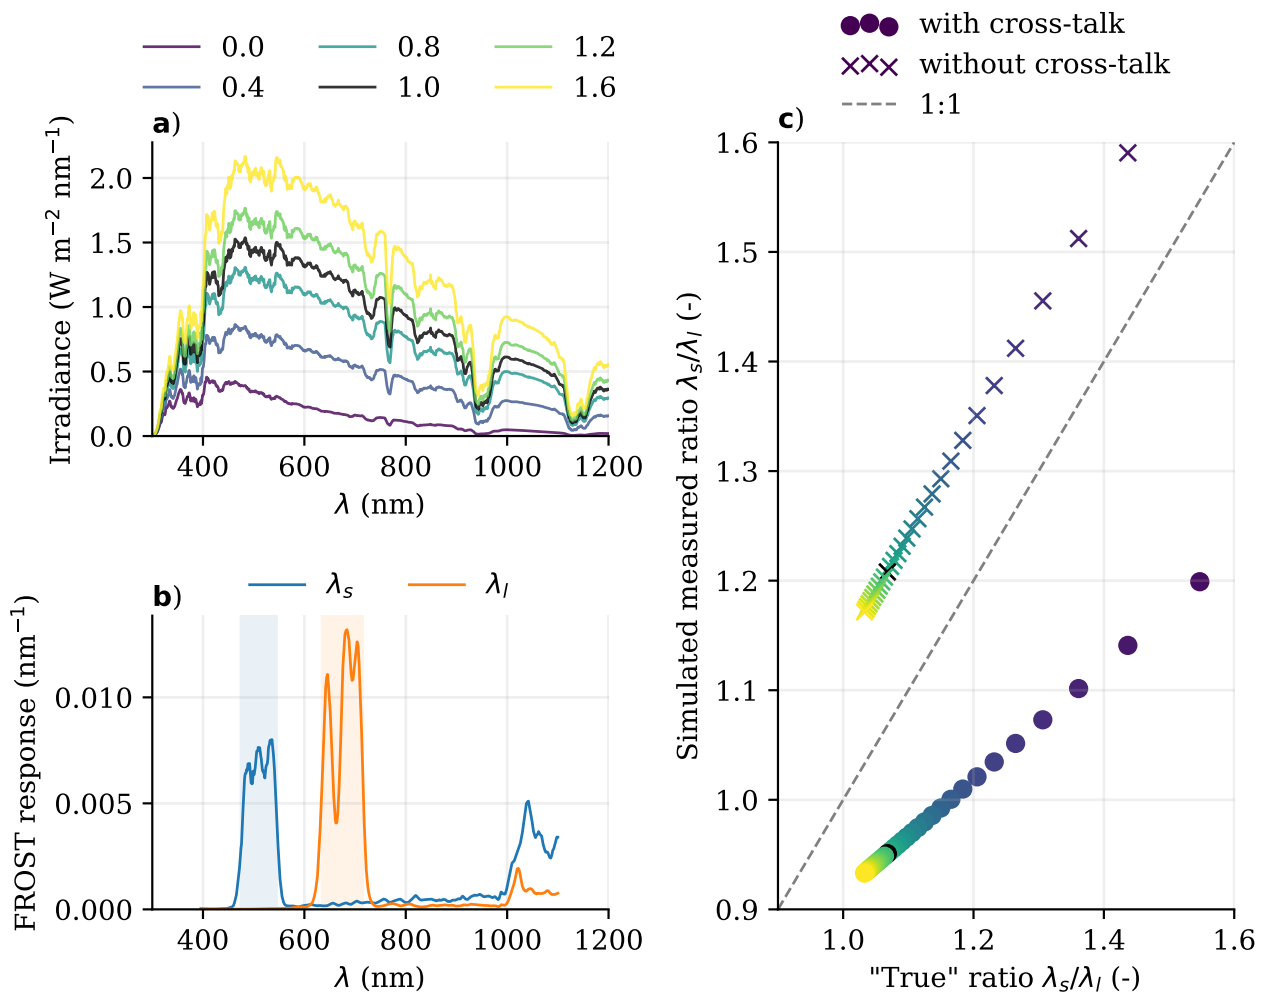 0.0 0.8 1.2
0.4 1.0 1.6
a)
Irradiance (W m⁻² nm⁻¹)
2.0
1.5
1.0
0.5
0.0
400 600 800 1000 1200
λ (nm)
b)
λₛ λₗ
FROST response (nm⁻¹)
0.010
0.005
0.000
400 600 800 1000 1200
λ (nm)
with cross-talk
without cross-talk
1:1
c)
Simulated measured ratio λₛ/λₗ (-)
1.6
1.5
1.4
1.3
1.2
1.1
1.0
0.9
1.0 1.2 1.4 1.6
"True" ratio λₛ/λₗ (-)